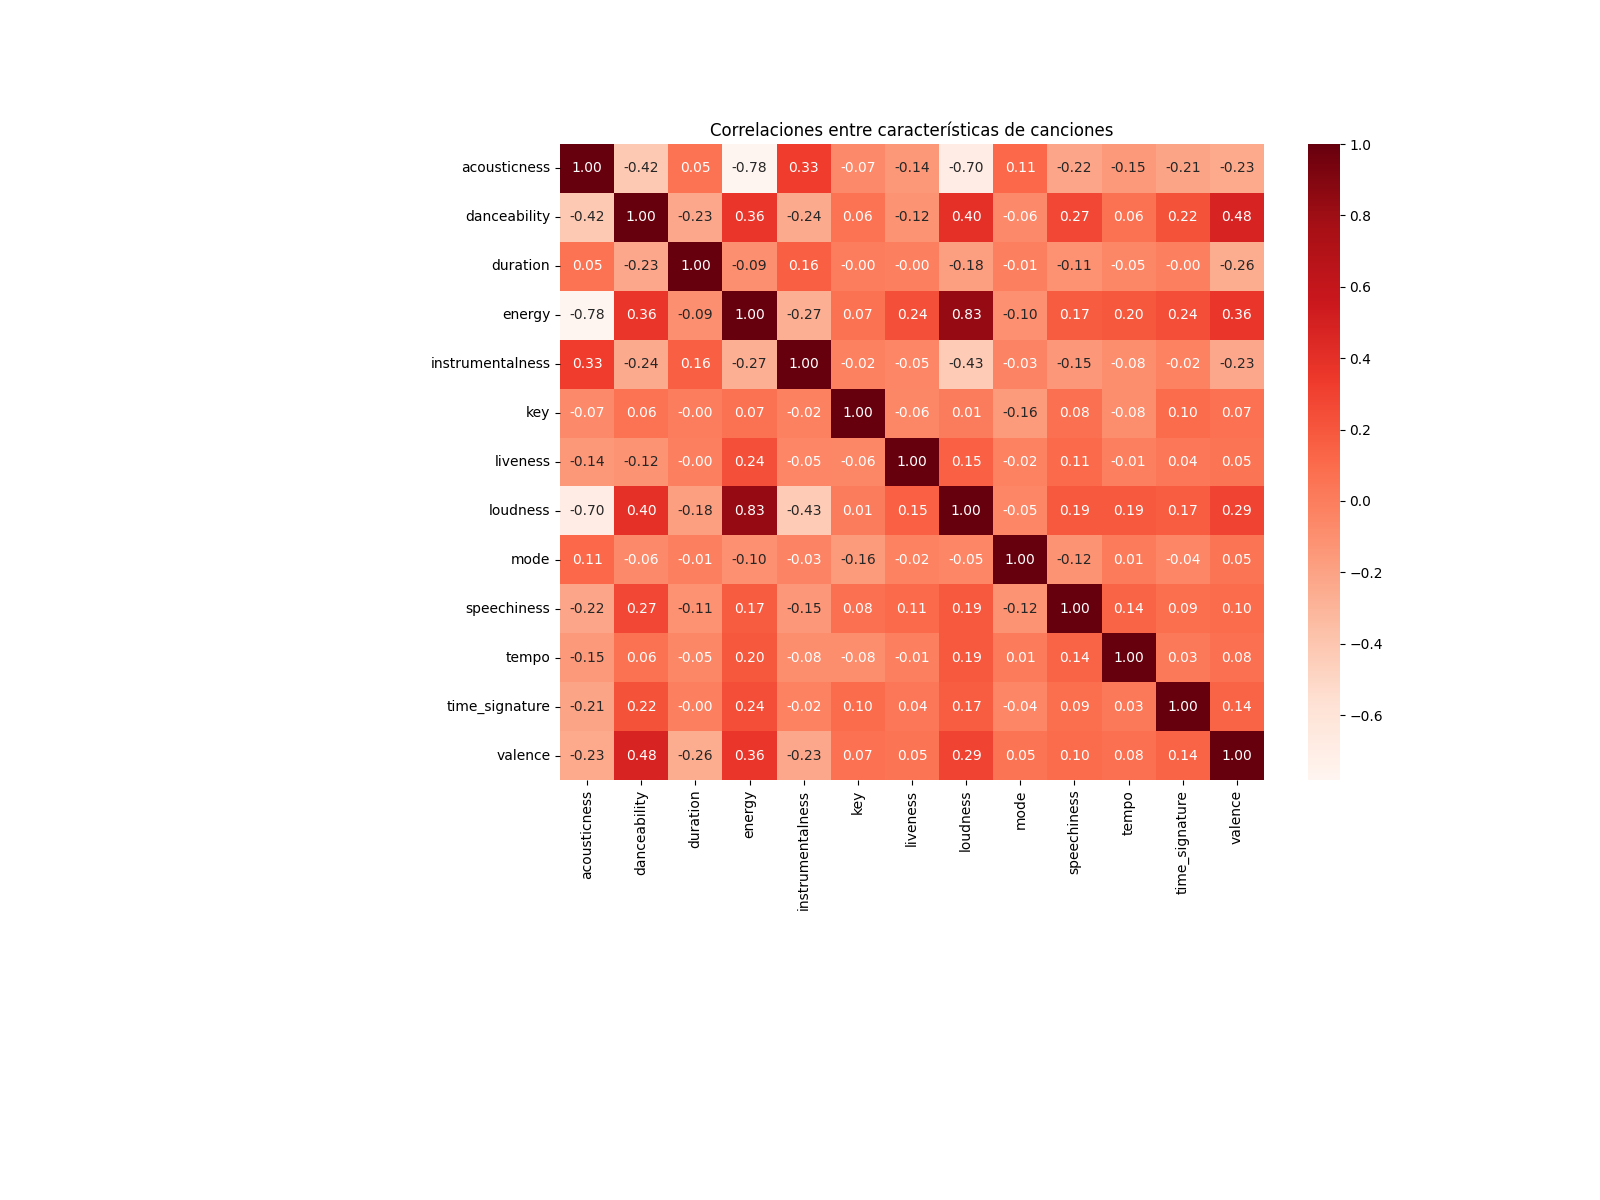 Correlaciones entre características de canciones
acousticness 1.00 -0.42 0.05 -0.78 0.33 -0.07 -0.14 -0.70 0.11 -0.22 -0.15 -0.21 -0.23
danceability -0.42 1.00 -0.23 0.36 -0.24 0.06 -0.12 0.40 -0.06 0.27 0.06 0.22 0.48
duration 0.05 -0.23 1.00 -0.09 0.16 -0.00 -0.00 -0.18 -0.01 -0.11 -0.05 -0.00 -0.26
energy -0.78 0.36 -0.09 1.00 -0.27 0.07 0.24 0.83 -0.10 0.17 0.20 0.24 0.36
instrumentalness 0.33 -0.24 0.16 -0.27 1.00 -0.02 -0.05 -0.43 -0.03 -0.15 -0.08 -0.02 -0.23
key -0.07 0.06 -0.00 0.07 -0.02 1.00 -0.06 0.01 -0.16 0.08 -0.08 0.10 0.07
liveness -0.14 -0.12 -0.00 0.24 -0.05 -0.06 1.00 0.15 -0.02 0.11 -0.01 0.04 0.05
loudness -0.70 0.40 -0.18 0.83 -0.43 0.01 0.15 1.00 -0.05 0.19 0.19 0.17 0.29
mode 0.11 -0.06 -0.01 -0.10 -0.03 -0.16 -0.02 -0.05 1.00 -0.12 0.01 -0.04 0.05
speechiness -0.22 0.27 -0.11 0.17 -0.15 0.08 0.11 0.19 -0.12 1.00 0.14 0.09 0.10
tempo -0.15 0.06 -0.05 0.20 -0.08 -0.08 -0.01 0.19 0.01 0.14 1.00 0.03 0.08
time_signature -0.21 0.22 -0.00 0.24 -0.02 0.10 0.04 0.17 -0.04 0.09 0.03 1.00 0.14
valence -0.23 0.48 -0.26 0.36 -0.23 0.07 0.05 0.29 0.05 0.10 0.08 0.14 1.00
acousticness
danceability
duration
energy
instrumentalness
key
liveness
loudness
mode
speechiness
tempo
time_signature
valence
1.0
0.8
0.6
0.4
0.2
0.0
−0.2
−0.4
−0.6